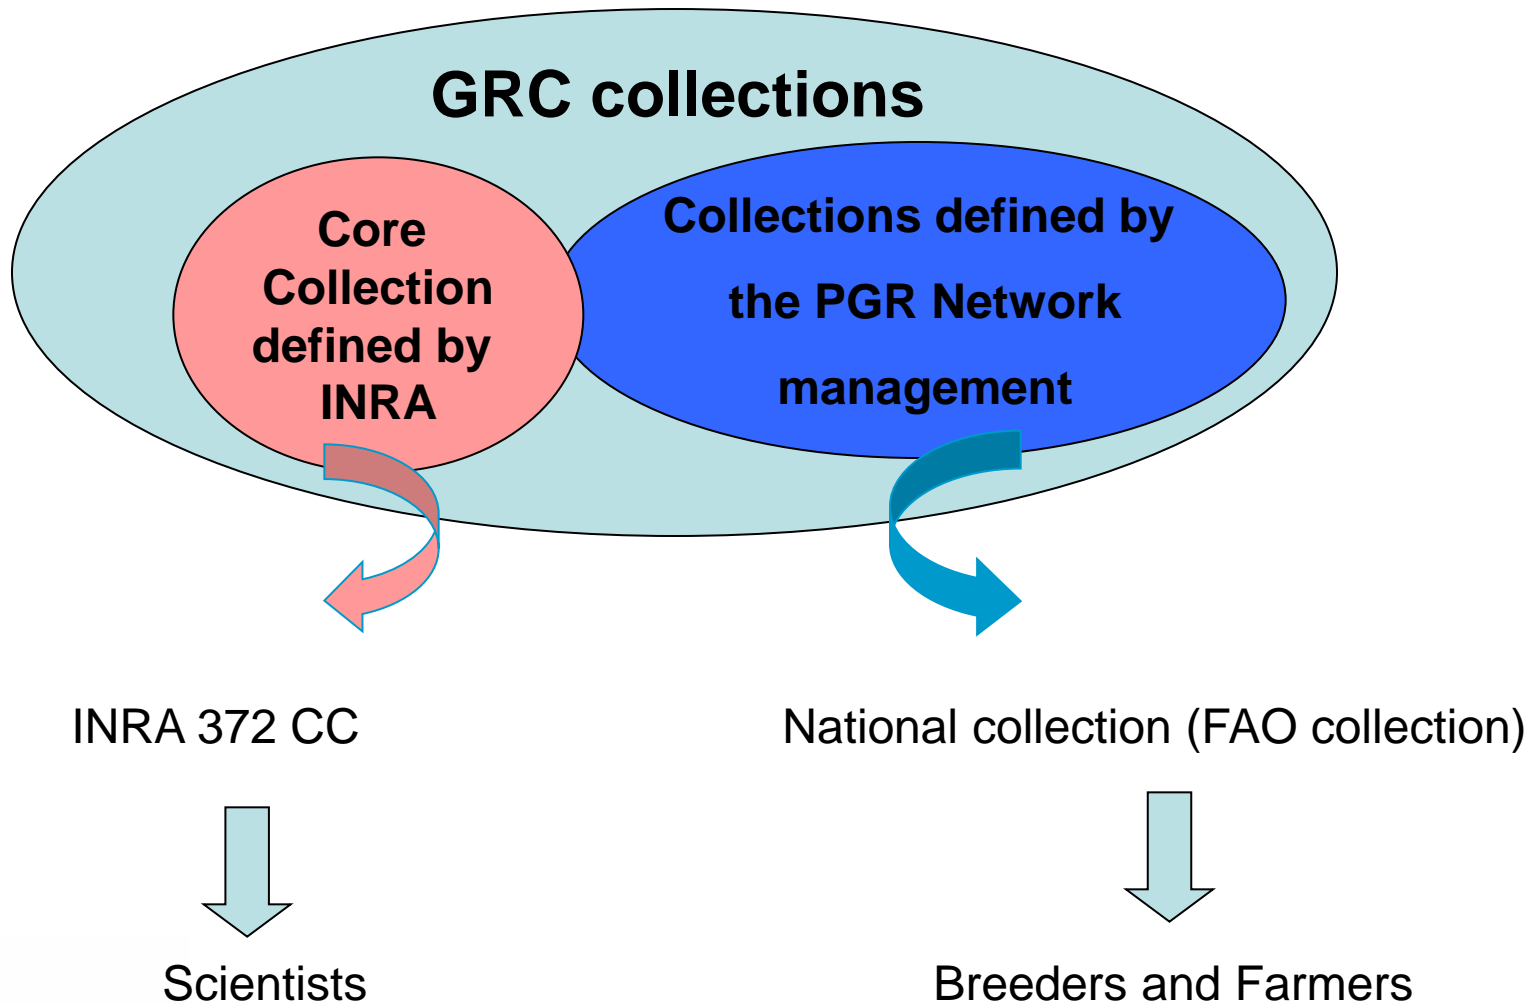 GRC collections
Core
Collection
defined by
INRA
Collections defined by
the PGR Network
management
INRA 372 CC
National collection (FAO collection)
Scientists
Breeders and Farmers